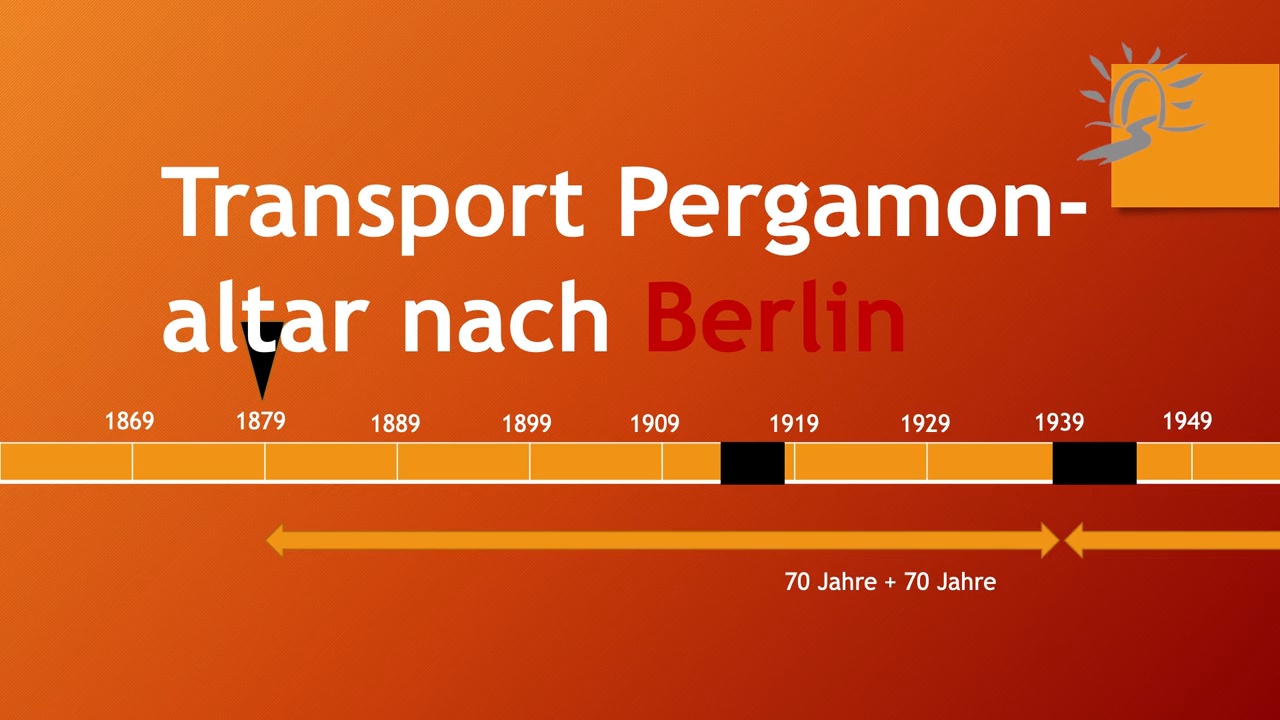 Transport Pergamon-
altar nach Berlin
1869 1879 1889 1899 1909 1919 1929 1939 1949
70 Jahre + 70 Jahre